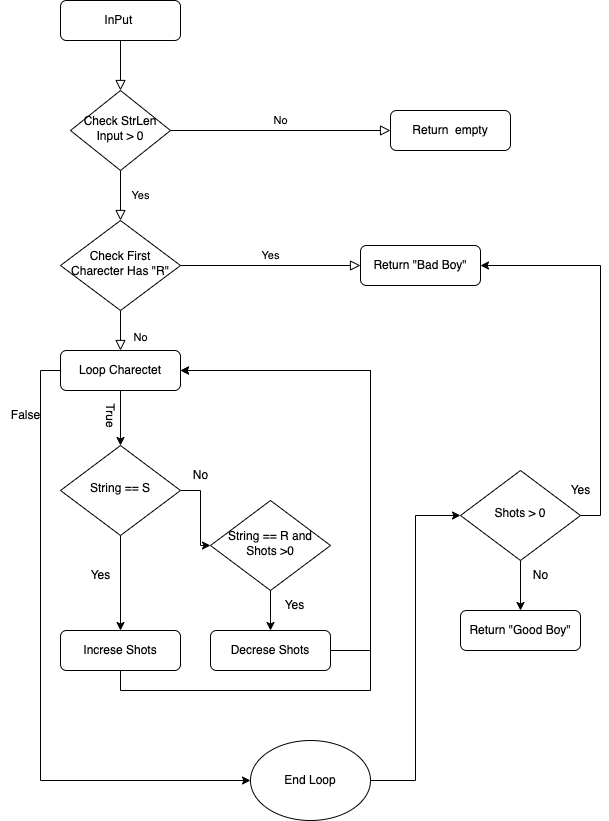 InPut
Check StrLen
Input > 0
No
Return  empty
Yes
Check First
Charecter Has "R"
Yes
Return "Bad Boy"
No
Loop Charectet
False
True
String == S
No
String == R and
Shots >0
Shots > 0
Yes
Yes
Yes
No
Increse Shots
Decrese Shots
Return "Good Boy"
End Loop